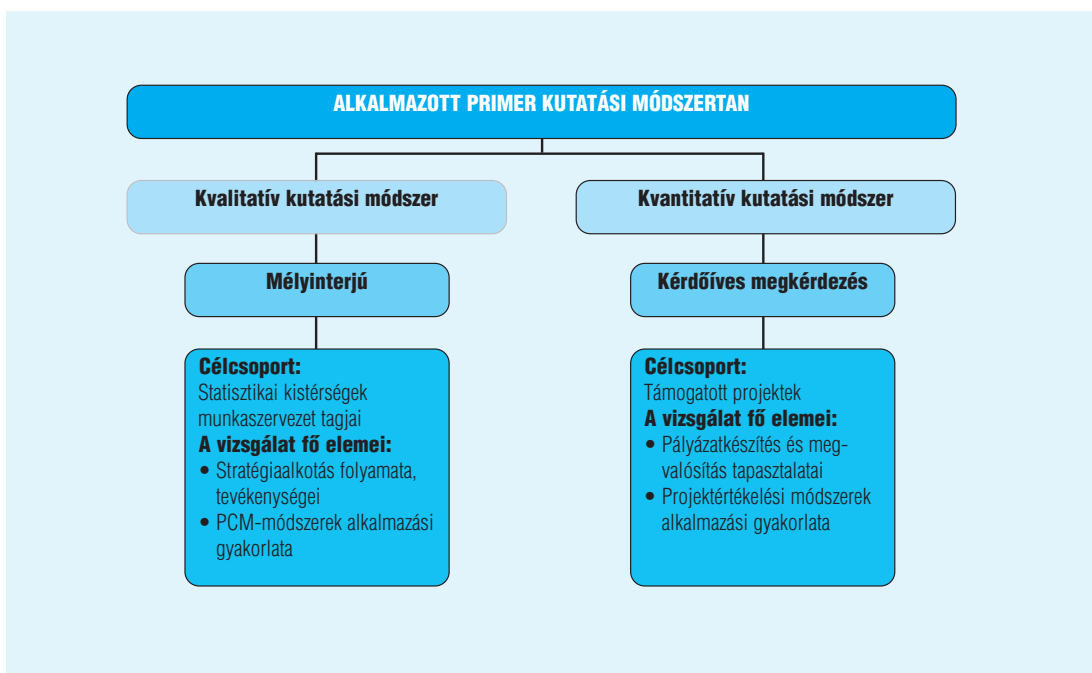 ALKALMAZOTT PRIMER KUTATÁSI MÓDSZERTAN
Kvalitatív kutatási módszer
Mélyinterjú
Célcsoport:
Statisztikai kistérségek
munkaszervezet tagjai
A vizsgálat fő elemei:
• Stratégiaalkotás folyamata,
tevékenységei
• PCM-módszerek alkalmazási
gyakorlata
Kvantitatív kutatási módszer
Kérdőíves megkérdezés
Célcsoport:
Támogatott projektek
A vizsgálat fő elemei:
• Pályázatkészítés és meg-
valósítás tapasztalatai
• Projektértékelési módszerek
alkalmazási gyakorlata